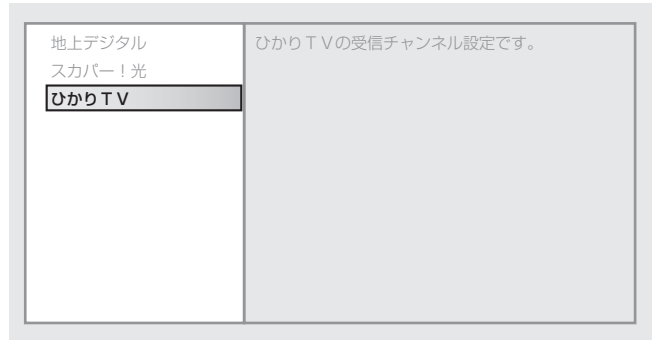 地上デジタル
スカパー！光
ひかりＴＶ
ひかりＴＶの受信チャンネル設定です。